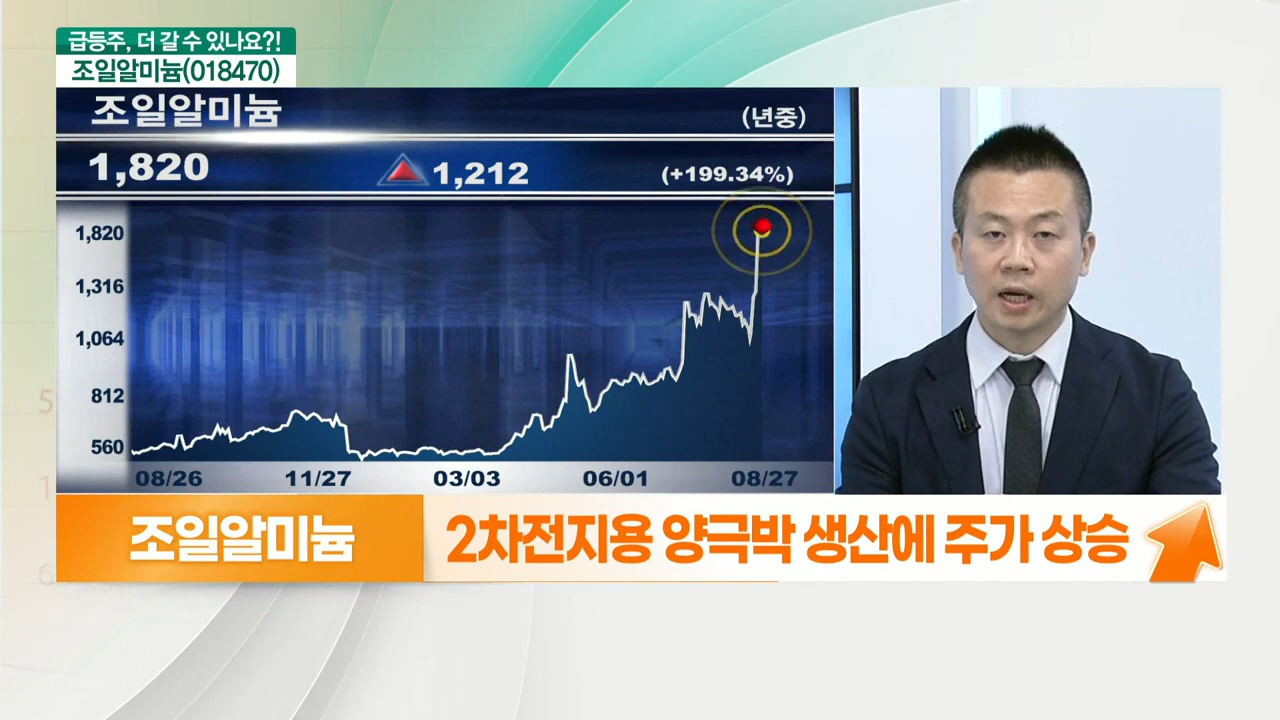 급등주, 더 갈 수 있나요?!
조일알미늄(018470)
조일알미늄 (년중)
1,820 1,212 (+199.34%)
1,820
1,316
1,064
812
560
08/26 11/27 03/03 06/01 08/27
5
1
6
조일알미늄
2차전지용 양극박 생산에 주가 상승